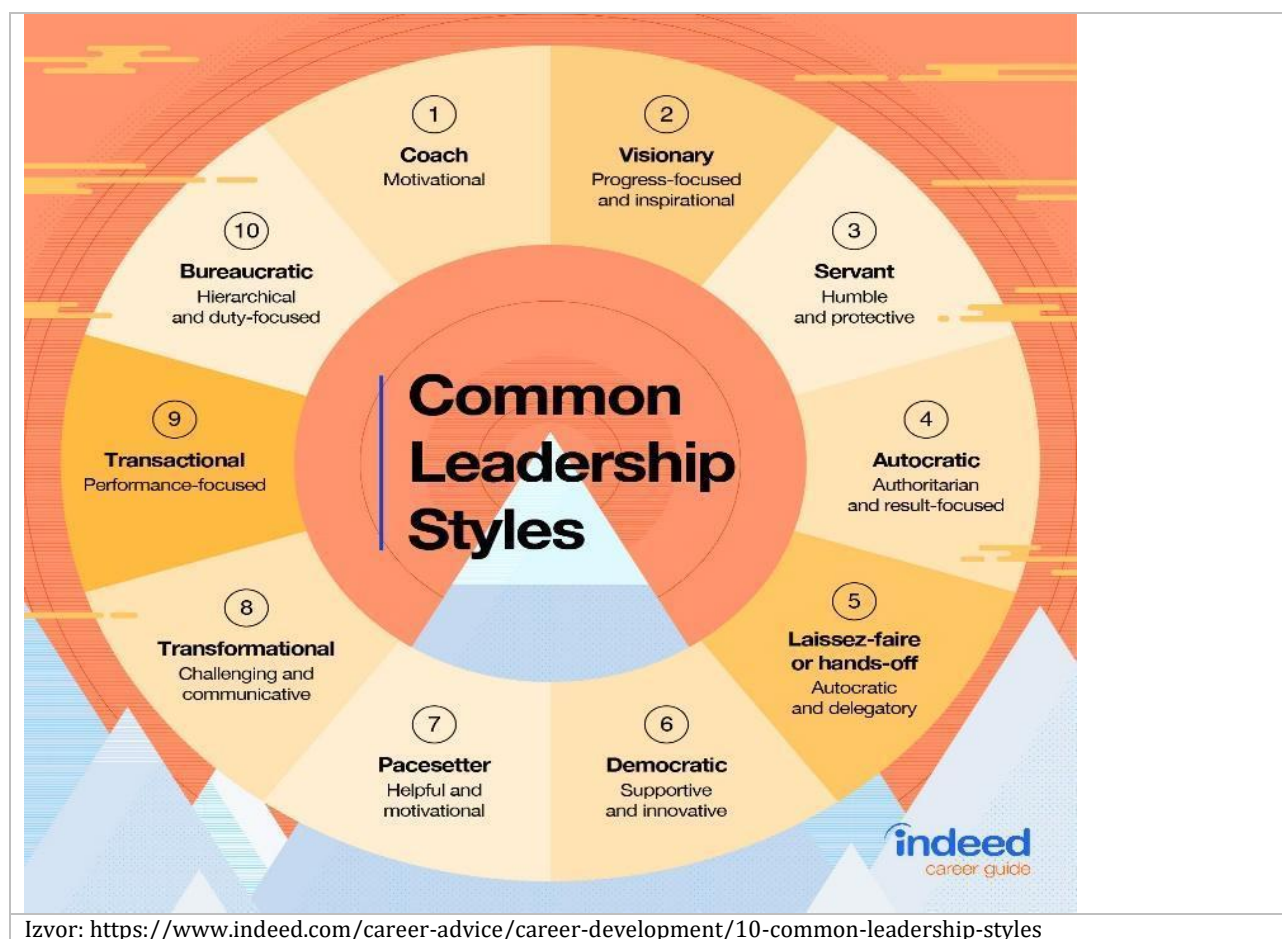 1
Coach
Motivational
2
Visionary
Progress-focused
and inspirational
3
Servant
Humble
and protective
4
Autocratic
Authoritarian
and result-focused
5
Laissez-faire
or hands-off
Autocratic
and delegatory
6
Democratic
Supportive
and innovative
7
Pacesetter
Helpful and
motivational
8
Transformational
Challenging and
communicative
9
Transactional
Performance-focused
10
Bureaucratic
Hierarchical
and duty-focused
Common
Leadership
Styles
indeed
career guide
Izvor: https://www.indeed.com/career-advice/career-development/10-common-leadership-styles